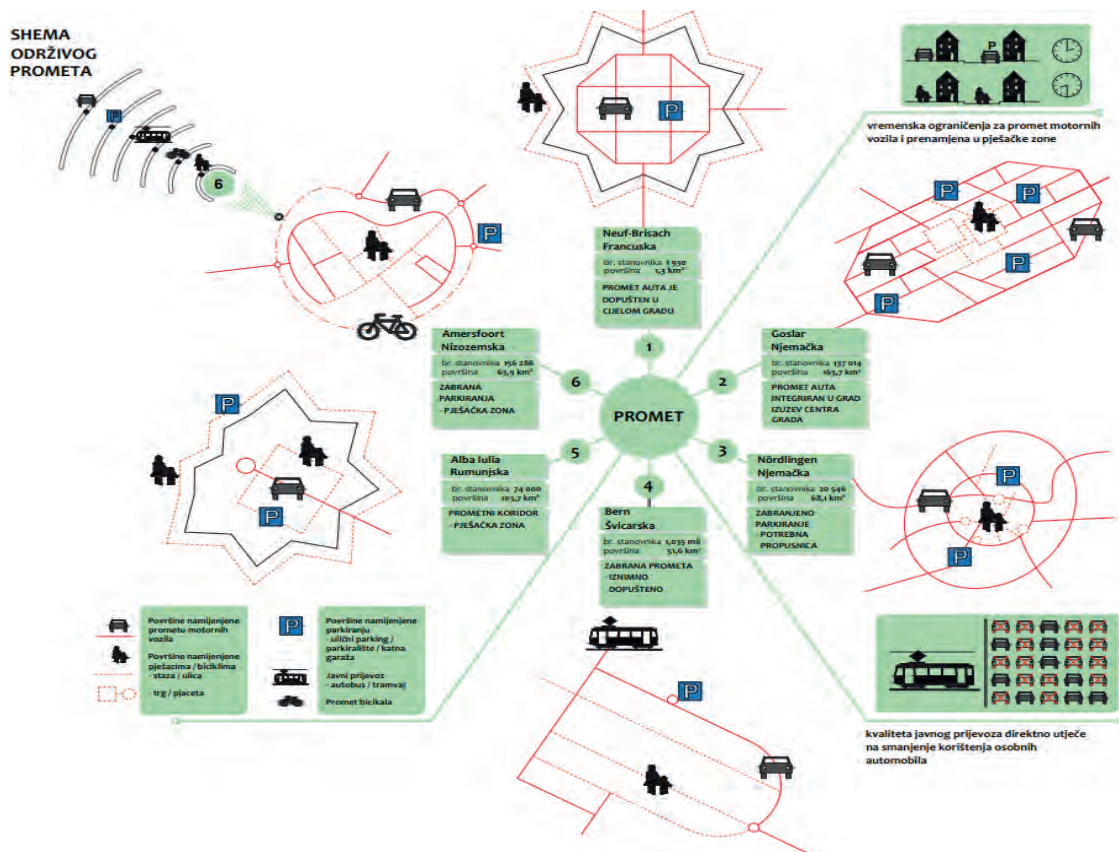 SHEMA
ODRŽIVOG
PROMETA
P
6
P
P
P
vremenska ograničenja za promet motornih
vozila i prenamjena u pješačke zone
Neuf-Brisach
Francuska
br. stanovnika 1 930
površina 1,3 km²
PROMET AUTA JE
DOPUŠTEN U
CIJELOM GRADU
1
P
P
P
P
Goslar
Njemačka
br. stanovnika 137 014
površina 163,7 km²
PROMET AUTA
INTEGRIRAN U GRAD
IZUZEV CENTRA
GRADA
2
Amersfoort
Nizozemska
br. stanovnika 156 286
površina 63,9 km²
ZABRANA
PARKIRANJA
- PJEŠAČKA ZONA
6
PROMET
P
P
Alba Iulia
Rumunjska
br. stanovnika 74 000
površina 103,7 km²
PROMETNI KORIDOR
- PJEŠAČKA ZONA
5
4
Bern
Švicarska
br. stanovnika 1,035 mil
površina 51,6 km²
ZABRANA PROMETA
- IZNIMNO
DOPUŠTENO
3
Nördlingen
Njemačka
br. stanovnika 20 546
površina 68,1 km²
ZABRANJENO
PARKIRANJE
- POTREBNA
PROPUSNICA
P
P
Površine namijenjene
prometu motornih
vozila
Površine namijenjene
pješacima / biciklima
- staza / ulica
- trg / pjaceta
P
Površine namijenjene
parkiranju
- ulični parking /
parkiralište / katna
garaža
Javni prijevoz
- autobus / tramvaj
Promet bicikala
P
kvaliteta javnog prijevoza direktno utječe
na smanjenje korištenja osobnih
automobila